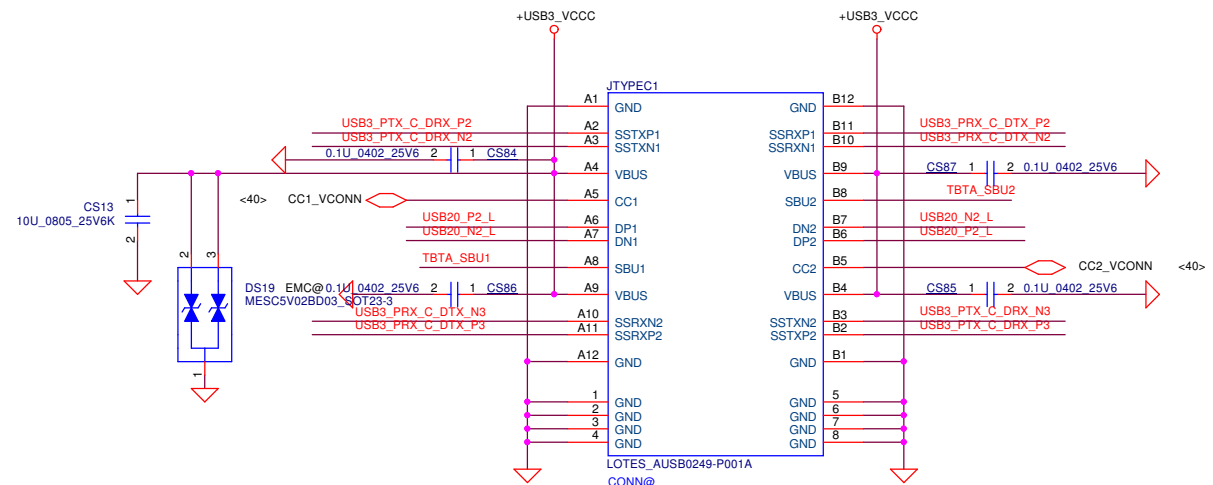 +USB3_VCCC
+USB3_VCCC
JTYPEC1
A1 GND
GND B12
USB3_PTX_C_DRX_P2 A2 SSTXP1
SSRXP1 B11 USB3_PRX_C_DTX_P2
USB3_PTX_C_DRX_N2 A3 SSTXN1
SSRXN1 B10 USB3_PRX_C_DTX_N2
0.1U_0402_25V6 2 1 CS84
A4 VBUS
VBUS B9 CS87 1 2 0.1U_0402_25V6
<40> CC1_VCONN A5 CC1
SBU2 B8 TBTA_SBU2
CS13
10U_0805_25V6K
1
2
USB20_P2_L A6 DP1
DN2 B7 USB20_N2_L
USB20_N2_L A7 DN1
DP2 B6 USB20_P2_L
TBTA_SBU1 A8 SBU1
CC2 B5 CC2_VCONN <40>
2 3
DS19 EMC@ 0.1U_0402_25V6 2 1 CS86
MESC5V02BD03_SOT23-3
1
A9 VBUS
VBUS B4 CS85 1 2 0.1U_0402_25V6
USB3_PRX_C_DTX_N3 A10 SSRXN2
SSTXN2 B3 USB3_PTX_C_DRX_N3
USB3_PRX_C_DTX_P3 A11 SSRXP2
SSTXP2 B2 USB3_PTX_C_DRX_P3
A12 GND
GND B1
1 GND
GND 5
2 GND
GND 6
3 GND
GND 7
4 GND
GND 8
LOTES_AUSB0249-P001A
CONN@